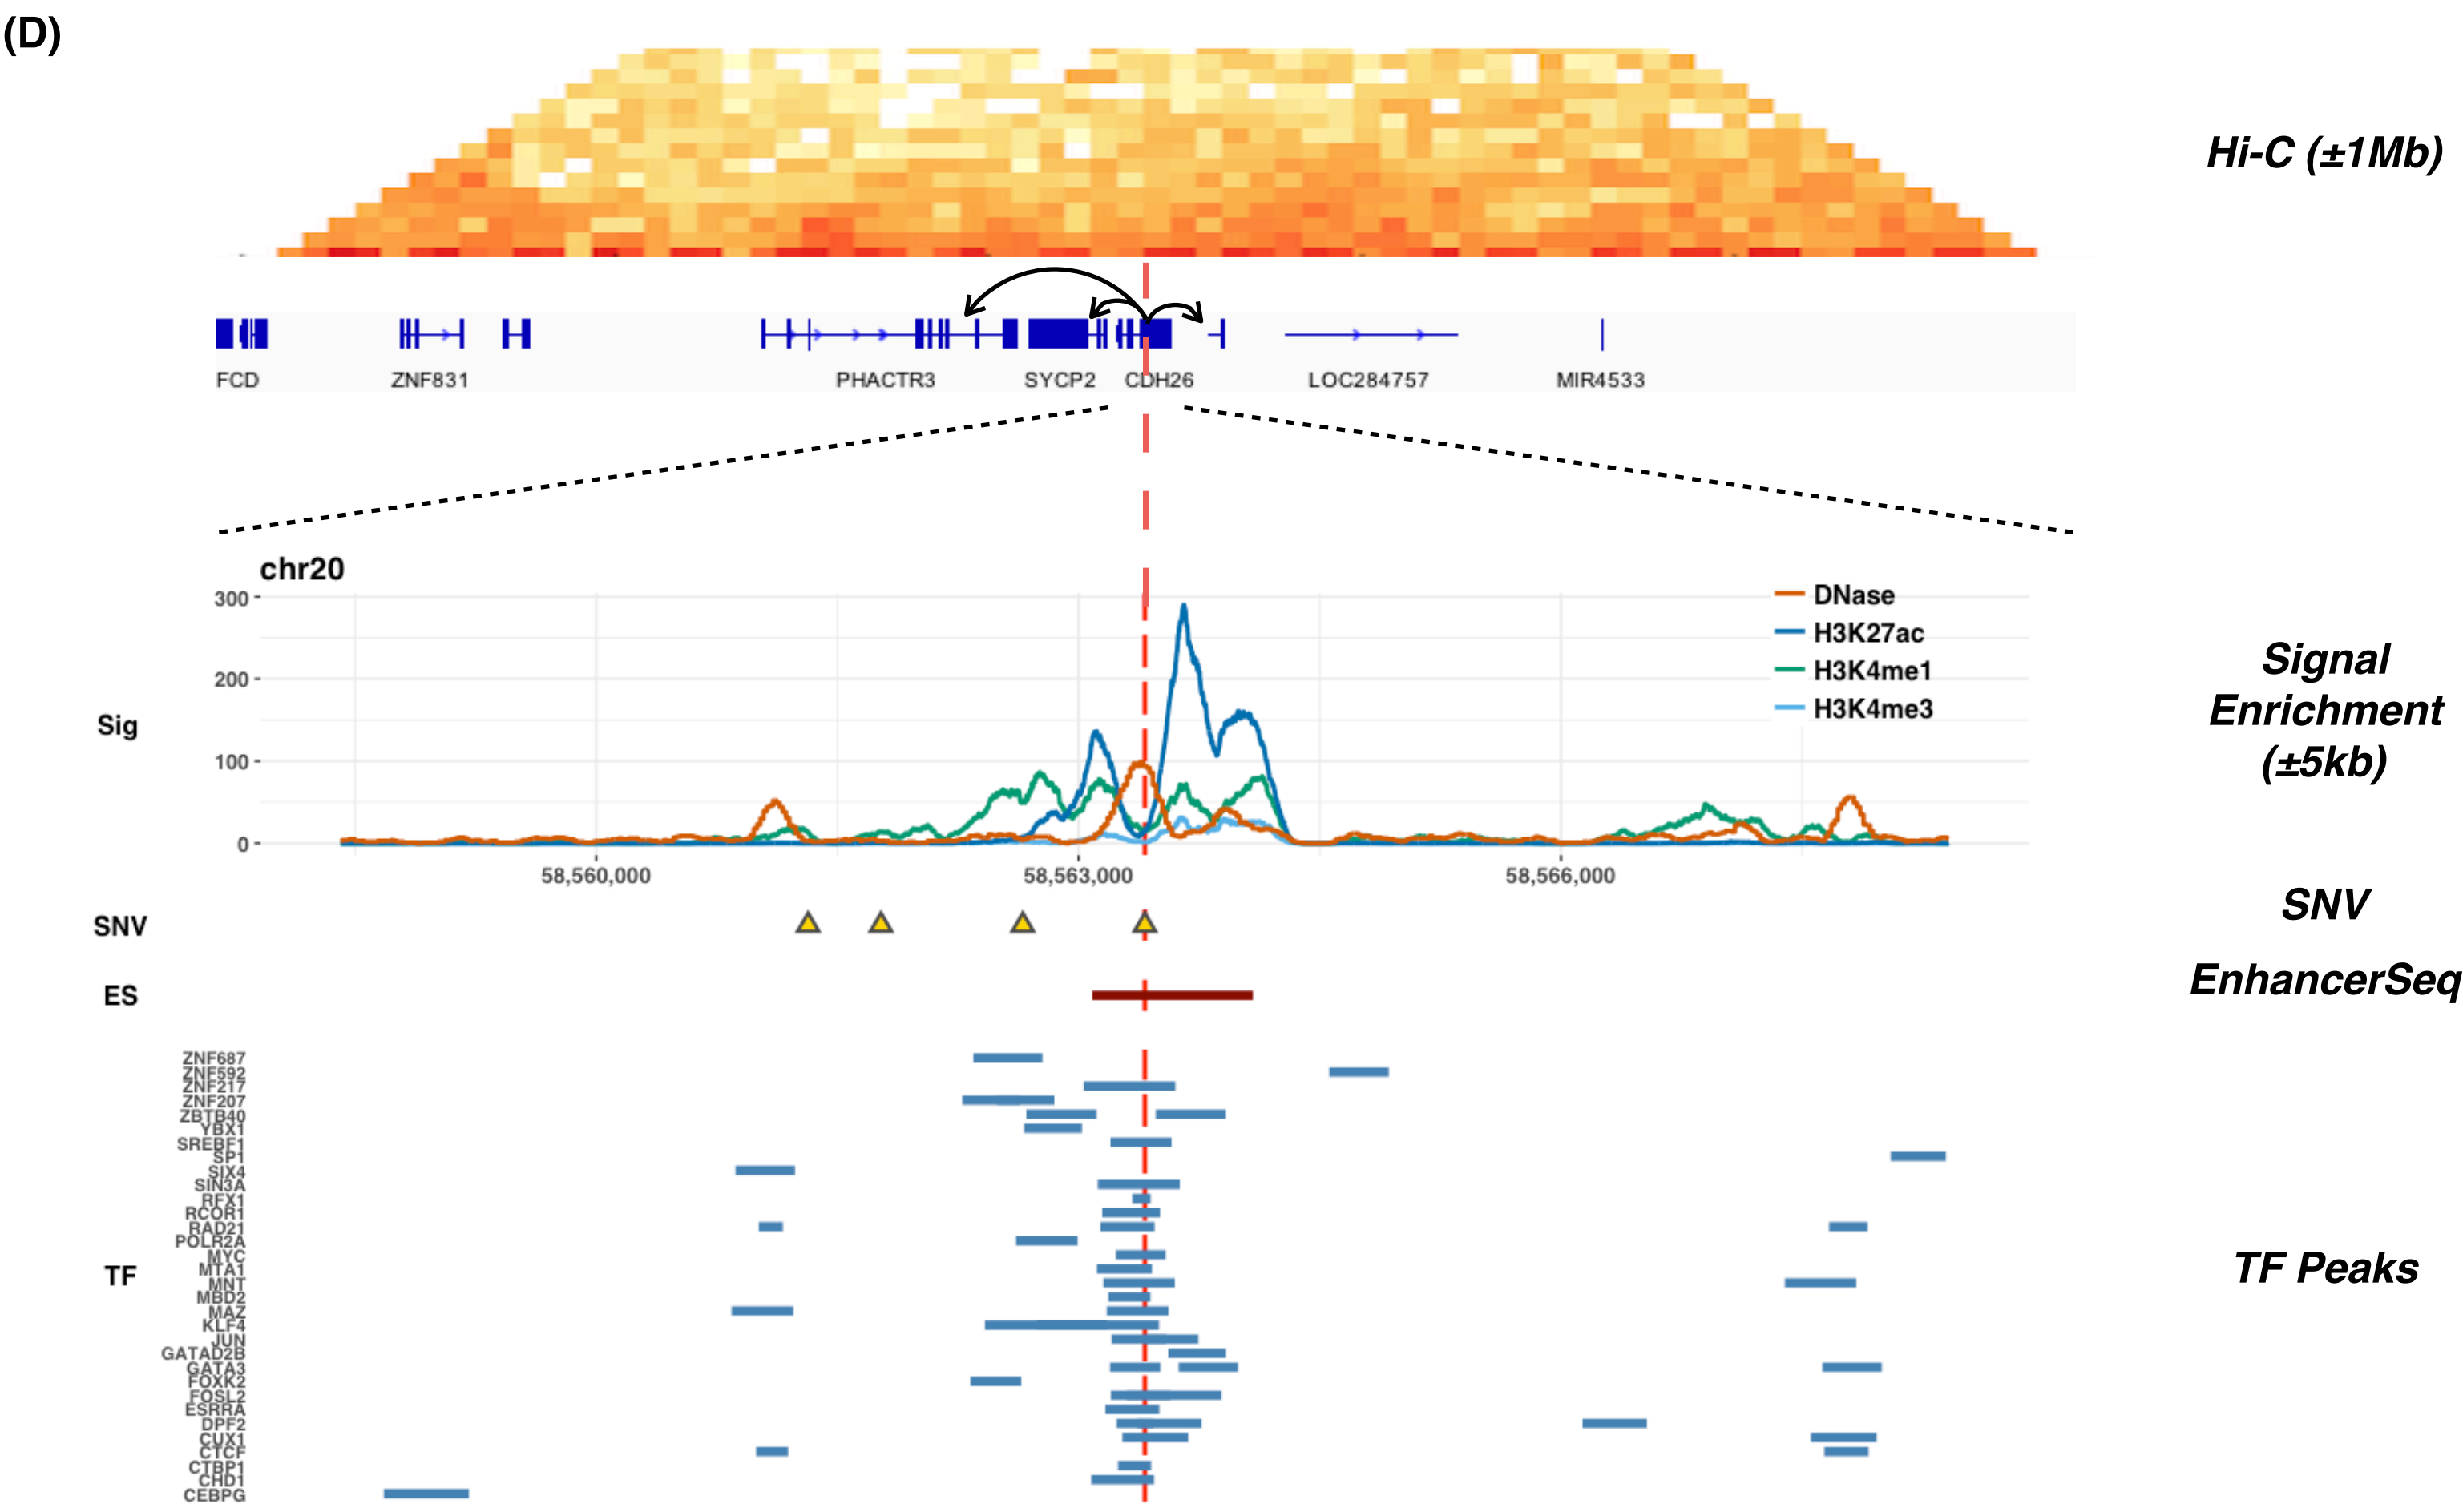 (D)
Hi-C (±1Mb)
FCD ZNF831 PHACTR3 SYCP2 CDH26 LOC284757 MIR4533
chr20
300
200
100
0
Sig
DNase
H3K27ac
H3K4me1
H3K4me3
Signal
Enrichment
(±5kb)
58,560,000 58,563,000 58,566,000
SNV
SNV
ES
EnhancerSeq
TF
ZNF687
ZNF592
ZNF217
ZNF207
ZBTB40
YBX1
SREBF1
SP1
SIX4
SIN3A
RFX1
RCOR1
RAD21
POLR2A
MYC
MTA1
MNT
MBD2
MAZ
KLF4
JUN
GATAD2B
GATA3
FOXK2
FOSL2
ESRRA
DPF2
CUX1
CTCF
CTBP1
CHD1
CEBPG
TF Peaks